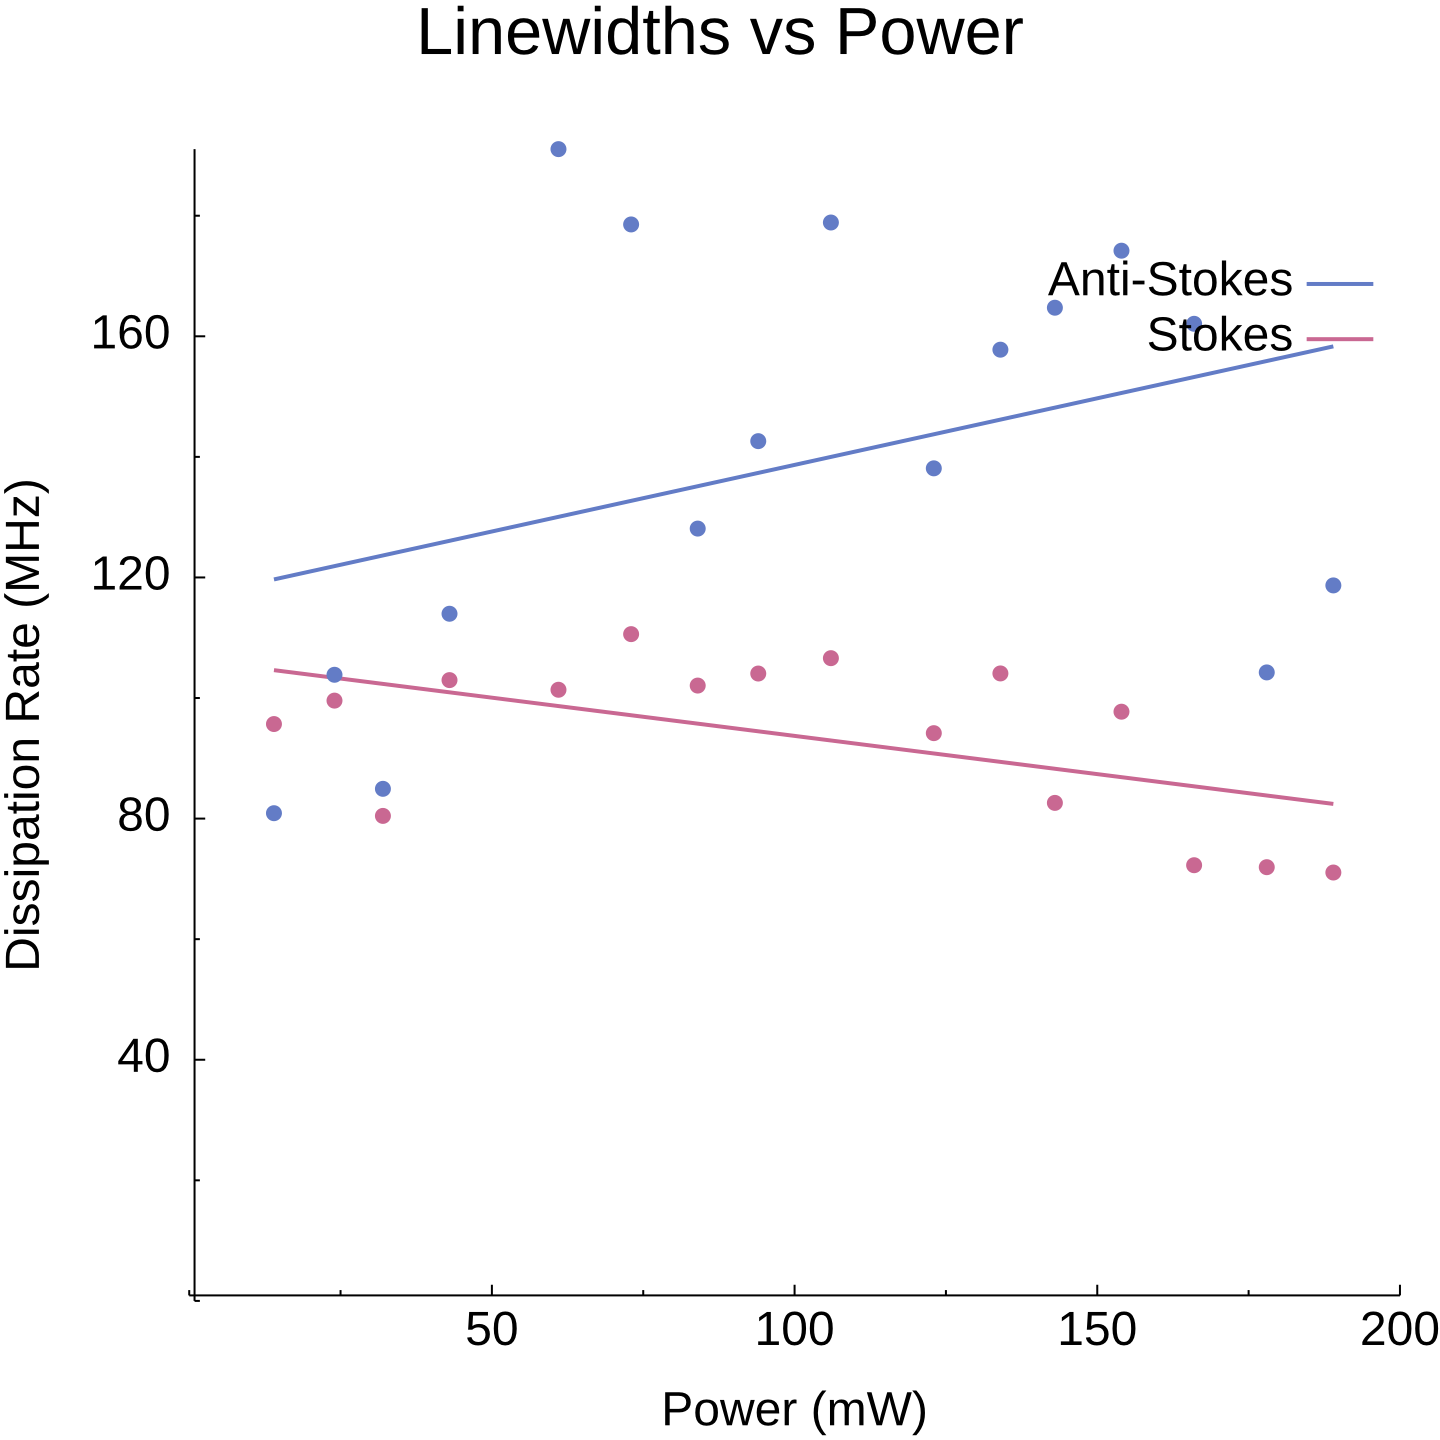 Linewidths vs Power
Anti-Stokes
Stokes
160
120
80
40
Dissipation Rate (MHz)
50 100 150 200
Power (mW)